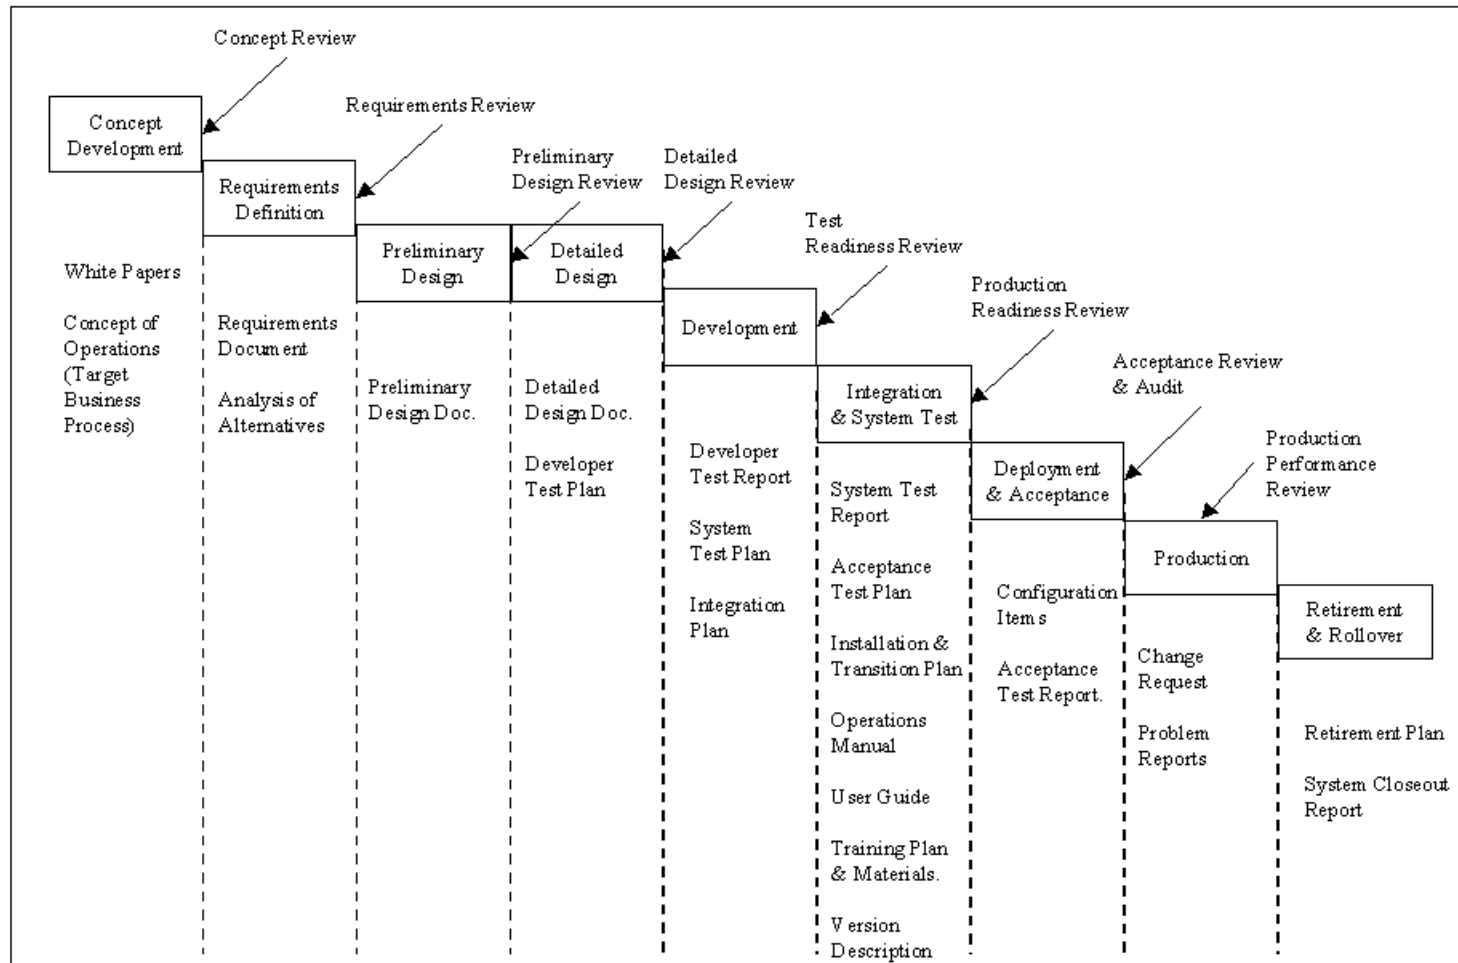 Concept Review
Concept
Development
Requirements Review
Requirements
Definition
Preliminary
Design Review
Detailed
Design Review
Preliminary
Design
Detailed
Design
Test
Readiness Review
Development
Production
Readiness Review
Integration
& System Test
Acceptance Review
& Audit
Deployment
& Acceptance
Production
Performance
Review
Production
Retirement
& Rollover
White Papers
Concept of
Operations
(Target
Business
Process)
Requirements
Document
Analysis of
Alternatives
Preliminary
Design Doc.
Detailed
Design Doc.
Developer
Test Plan
Developer
Test Report
System
Test Plan
Integration
Plan
System Test
Report
Acceptance
Test Plan
Installation &
Transition Plan
Operations
Manual
User Guide
Training Plan
& Materials.
Version
Description
Configuration
Items
Acceptance
Test Report.
Change
Request
Problem
Reports
Retirement Plan
System Closeout
Report